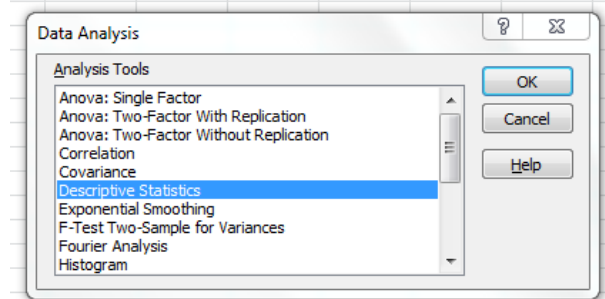 Data Analysis
Analysis Tools
Anova: Single Factor
Anova: Two-Factor With Replication
Anova: Two-Factor Without Replication
Correlation
Covariance
Descriptive Statistics
Exponential Smoothing
F-Test Two-Sample for Variances
Fourier Analysis
Histogram
OK
Cancel
Help